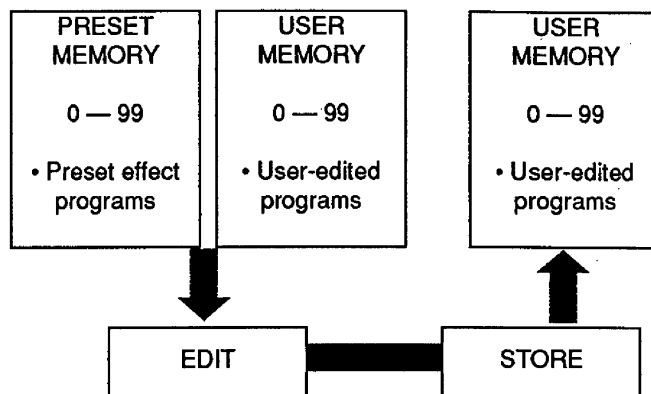 PRESET
MEMORY
0 — 99
• Preset effect
programs
USER
MEMORY
0 — 99
• User-edited
programs
USER
MEMORY
0 — 99
• User-edited
programs
EDIT
STORE